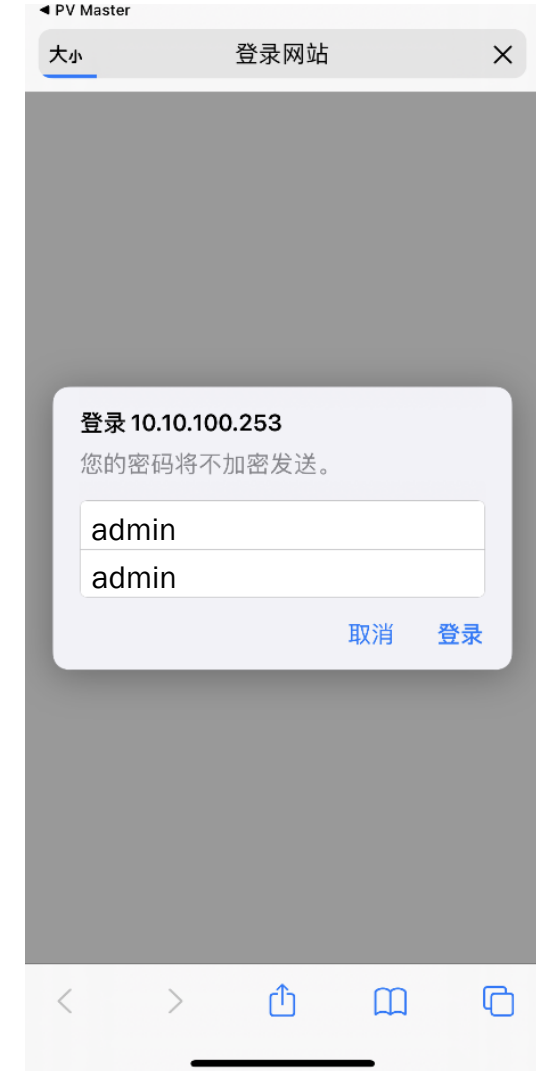 ◀ PV Master
大小 登录网站
登录 10.10.100.253
您的密码将不加密发送。
admin
admin
取消 登录